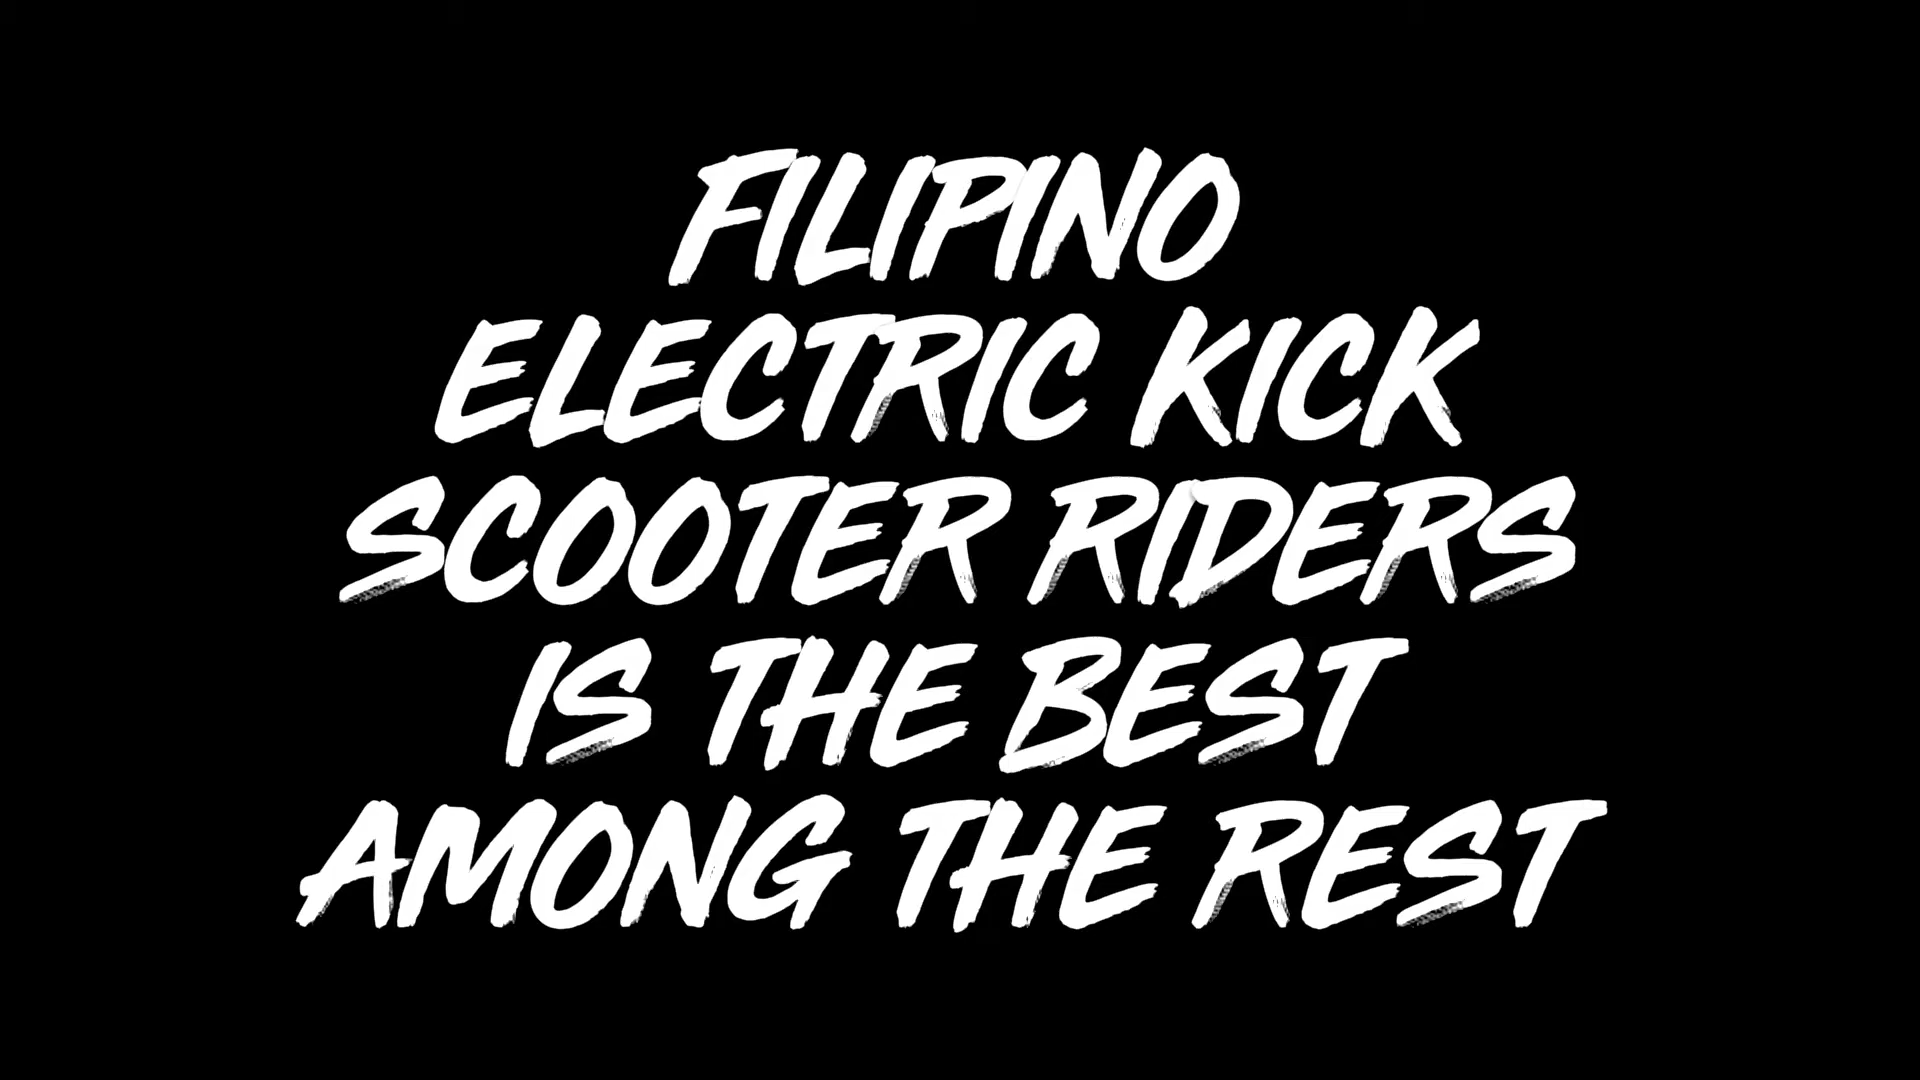 FILIPINO
ELECTRIC KICK
SCOOTER RIDERS
IS THE BEST
AMONG THE REST